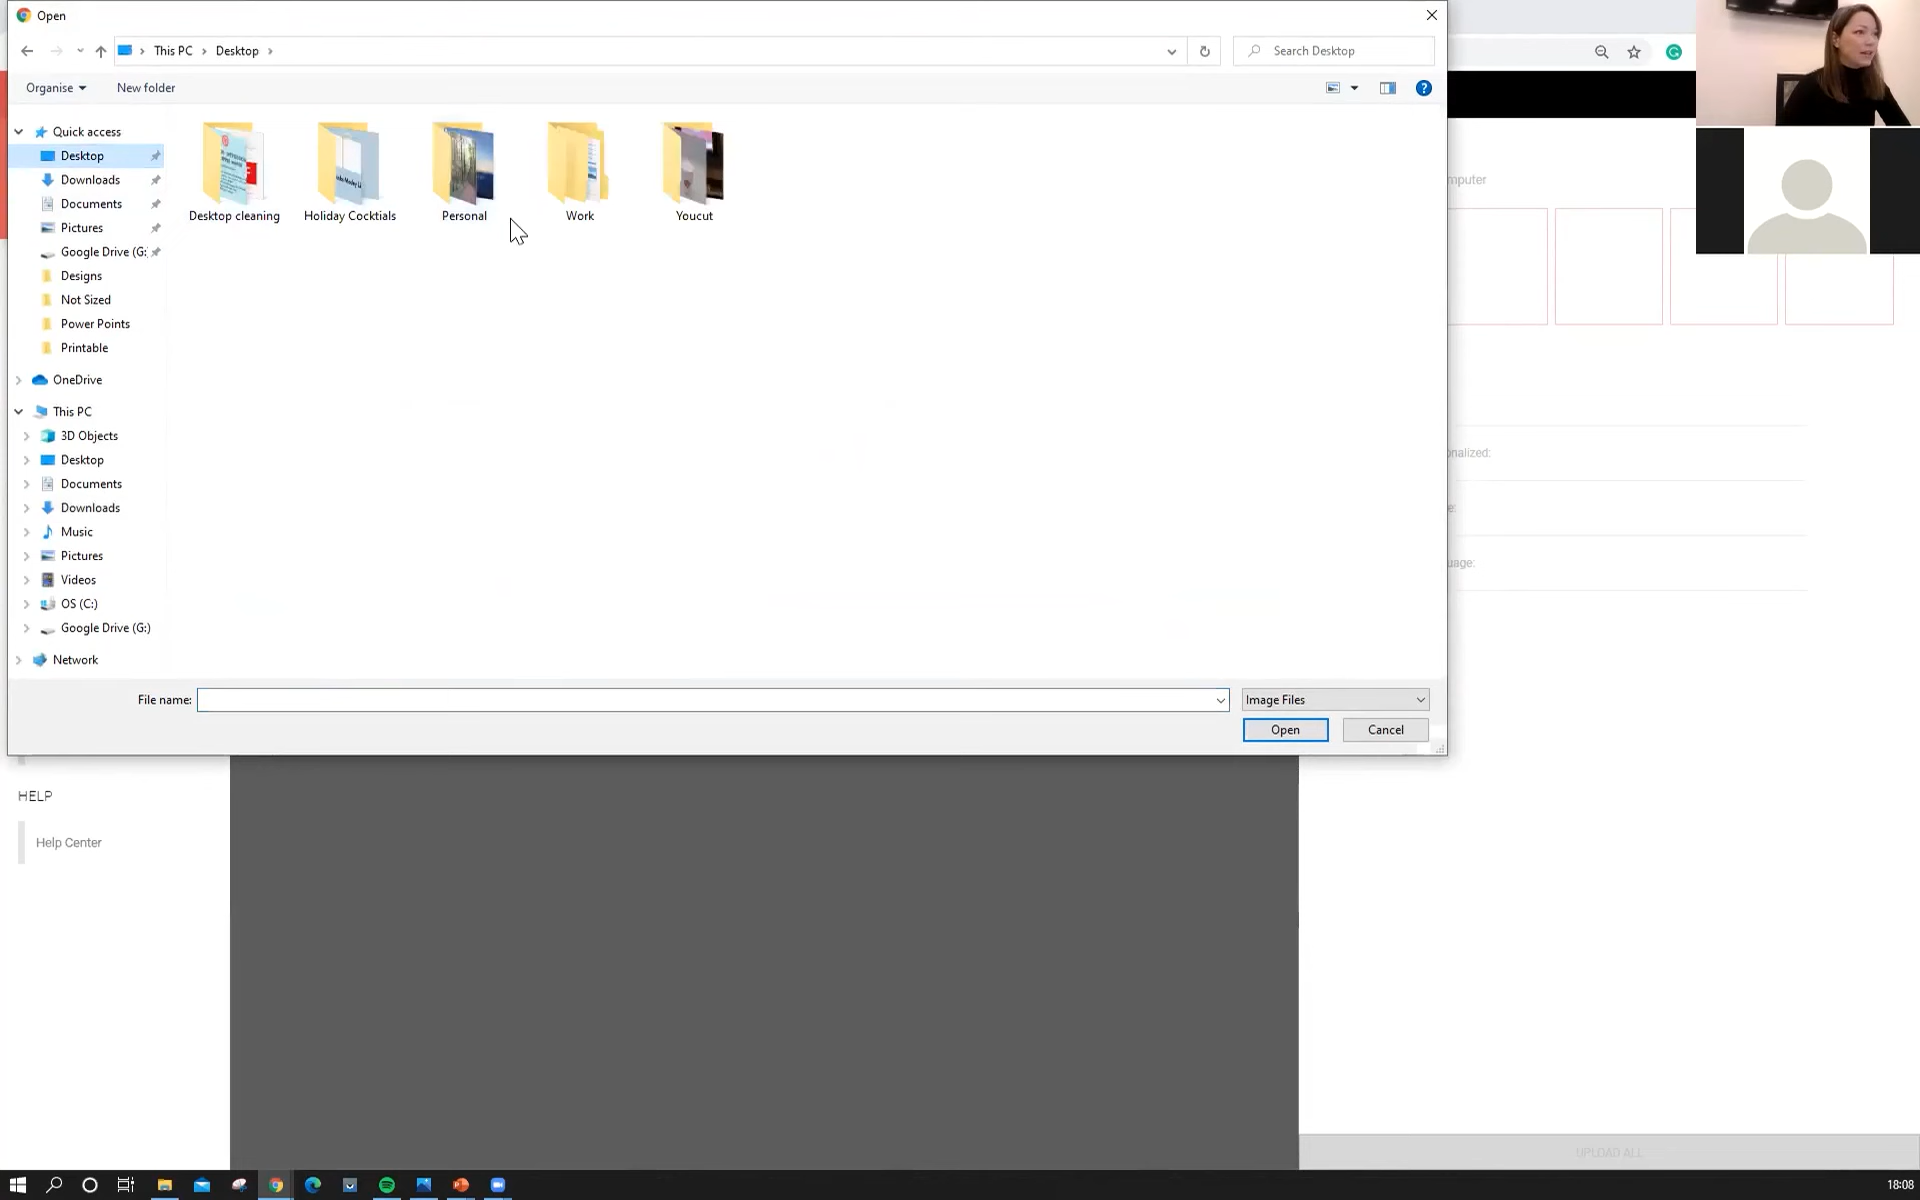 Open
This PC
Desktop
Search Desktop
Organise
New folder
Quick access
Desktop
Downloads
Documents
Pictures
Google Drive (G:
Designs
Not Sized
Power Points
Printable
OneDrive
This PC
3D Objects
Desktop
Documents
Downloads
Music
Pictures
Videos
OS (C:)
Google Drive (G:)
Network
Desktop cleaning
Holiday Cocktials
Personal
Work
Youcut
File name:
Image Files
Open
Cancel
mputer
onalized:
e:
uage:
HELP
Help Center
UPLOAD ALL
18:08